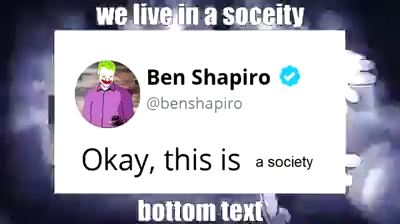 we live in a soceity
Ben Shapiro
@benshapiro
Okay, this is a society
bottom text